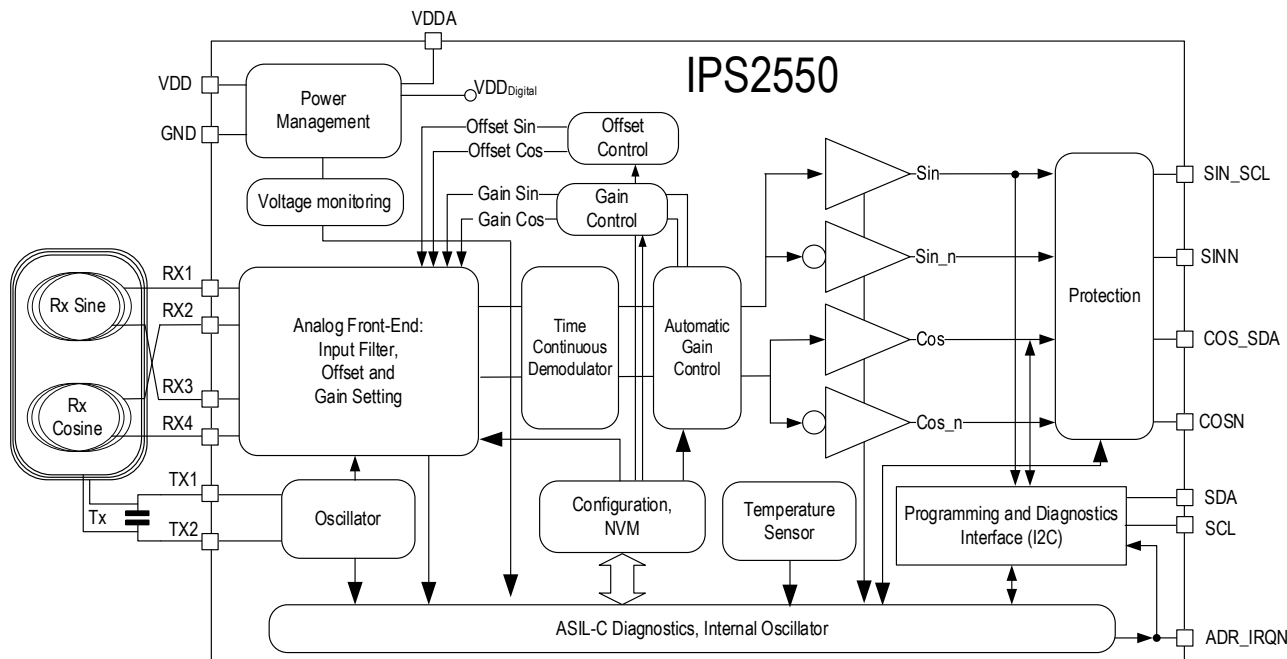 VDDA
IPS2550
VDD
GND
Power
Management
VDDDigital
Voltage monitoring
Offset Sin
Offset Cos
Offset
Control
Gain Sin
Gain Cos
Gain
Control
Rx Sine
Rx
Cosine
RX1
RX2
RX3
RX4
TX1
Tx
TX2
Analog Front-End:
Input Filter,
Offset and
Gain Setting
Time
Continuous
Demodulator
Automatic
Gain
Control
Sin
Sin_n
Cos
Cos_n
Protection
SIN_SCL
SINN
COS_SDA
COSN
Oscillator
Configuration,
NVM
Temperature
Sensor
Programming and Diagnostics
Interface (I2C)
SDA
SCL
ASIL-C Diagnostics, Internal Oscillator
ADR_IRQN